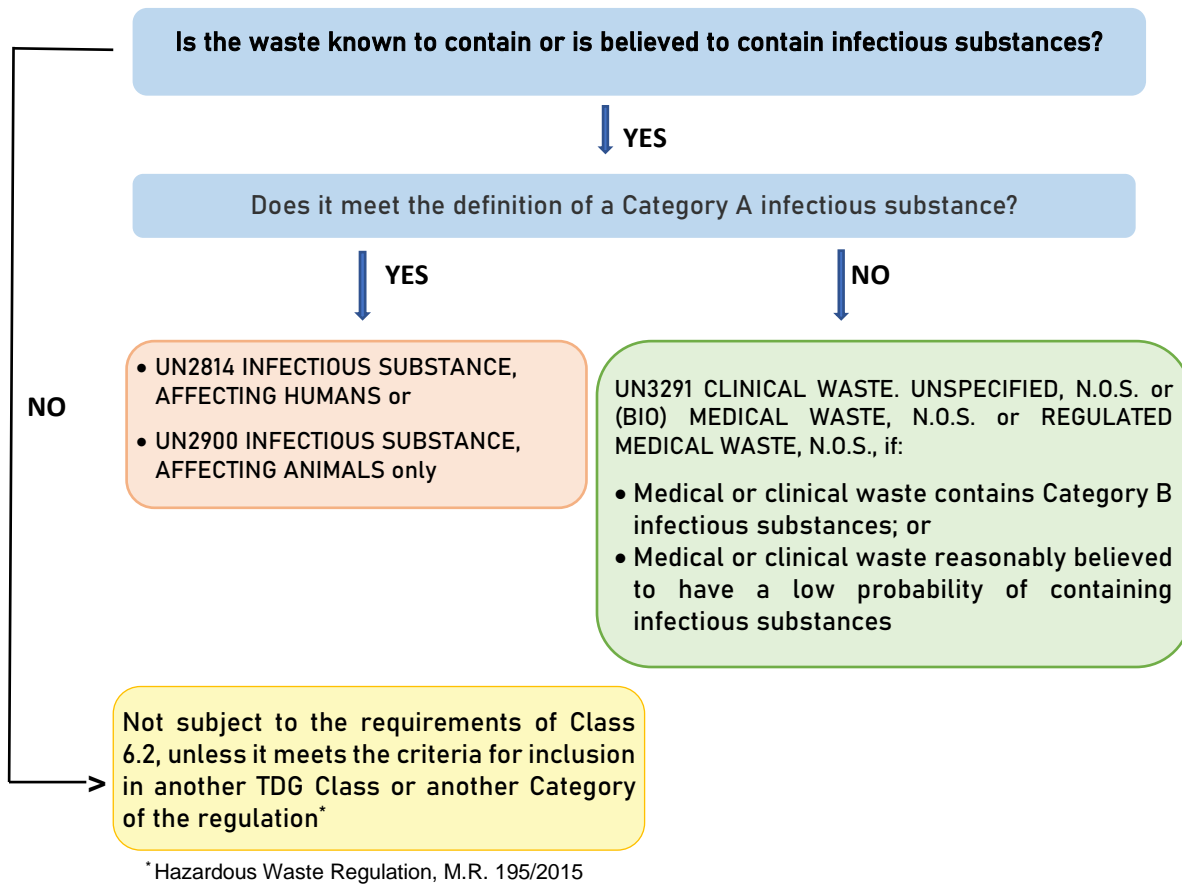 Is the waste known to contain or is believed to contain infectious substances?
YES
Does it meet the definition of a Category A infectious substance?
YES
NO
NO
• UN2814 INFECTIOUS SUBSTANCE,
AFFECTING HUMANS or
• UN2900 INFECTIOUS SUBSTANCE,
AFFECTING ANIMALS only
UN3291 CLINICAL WASTE. UNSPECIFIED, N.O.S. or
(BIO) MEDICAL WASTE, N.O.S. or REGULATED
MEDICAL WASTE, N.O.S., if:
• Medical or clinical waste contains Category B
infectious substances; or
• Medical or clinical waste reasonably believed
to have a low probability of containing
infectious substances
Not subject to the requirements of Class
6.2, unless it meets the criteria for inclusion
in another TDG Class or another Category
of the regulation*
* Hazardous Waste Regulation, M.R. 195/2015